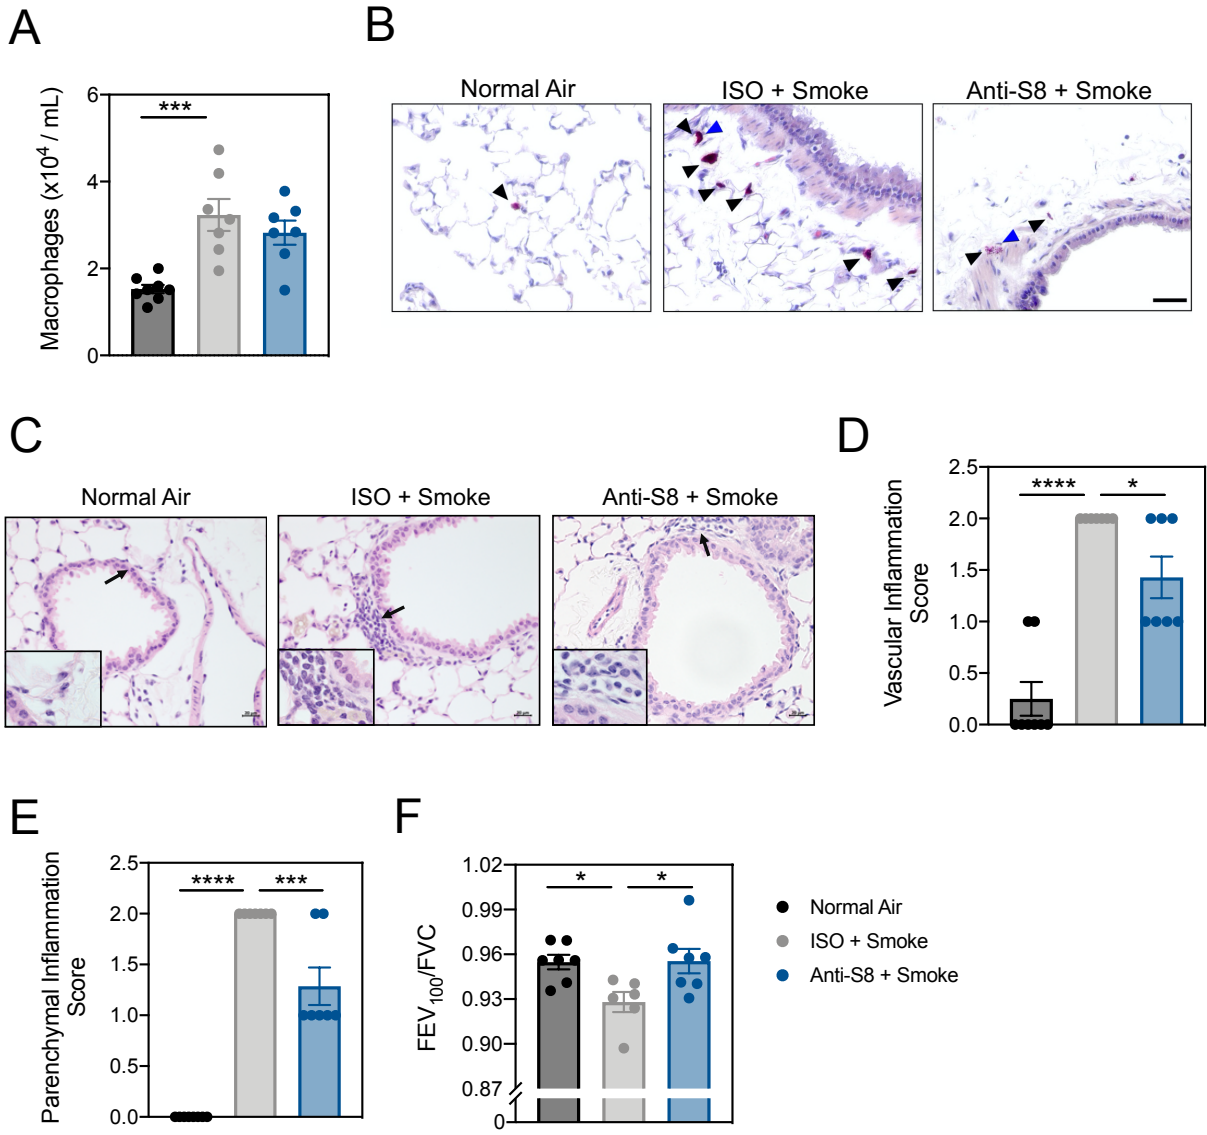 A
Macrophages (x10⁴ / mL)
6
4
2
0
***
B
Normal Air
ISO + Smoke
Anti-S8 + Smoke
C
Normal Air
ISO + Smoke
Anti-S8 + Smoke
D
Vascular Inflammation
Score
2.5
2.0
1.5
1.0
0.5
0.0
****
*
E
Parenchymal Inflammation
Score
2.5
2.0
1.5
1.0
0.5
0.0
****
***
F
FEV₁₀₀/FVC
1.02
0.99
0.96
0.93
0.90
0.87
0
*
*
Normal Air
ISO + Smoke
Anti-S8 + Smoke